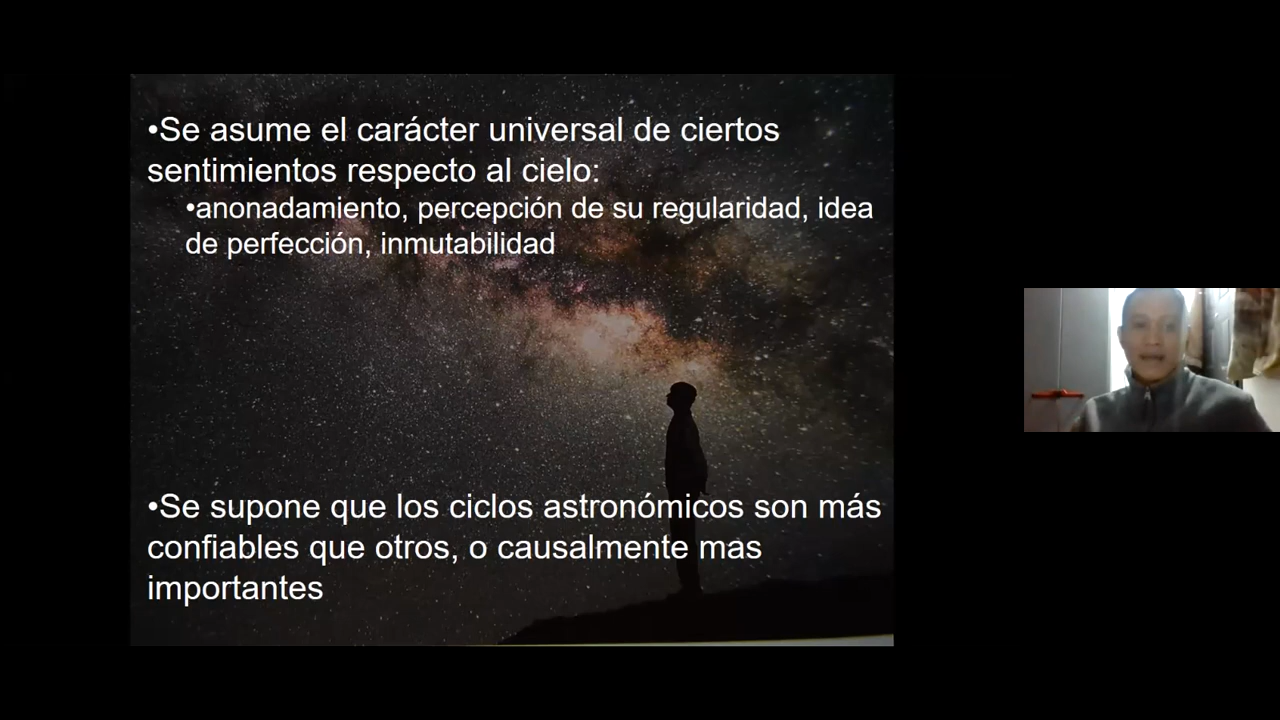 •Se asume el carácter universal de ciertos
sentimientos respecto al cielo:
•anonadamiento, percepción de su regularidad, idea
de perfección, inmutabilidad
•Se supone que los ciclos astronómicos son más
confiables que otros, o causalmente mas
importantes